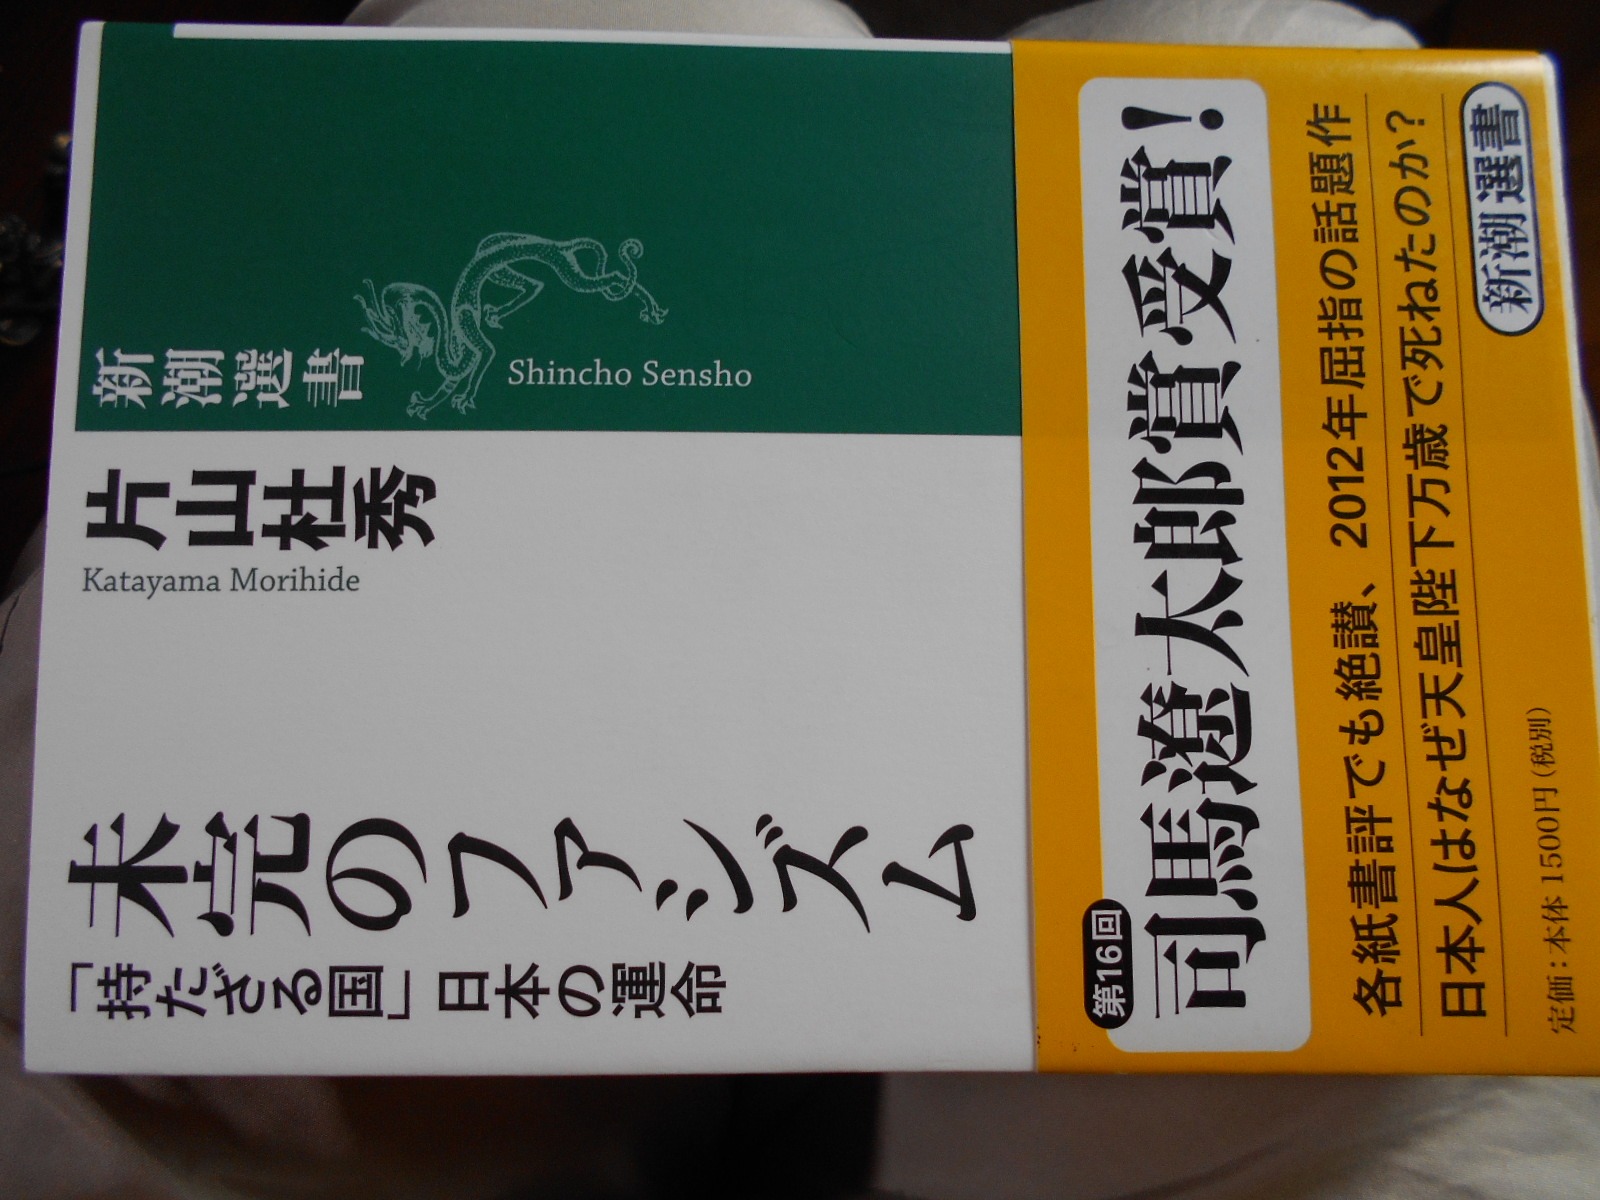 新潮選書
Shincho Sensho
片山杜秀
Katayama Morihide
未完のファシズム
「持たざる国」日本の運命
第16回
司馬遼太郎賞受賞!
各紙書評でも絶讃、2012年屈指の話題作
日本人はなぜ天皇陛下万歳で死ねたのか?
新潮選書
定価:本体1500円(税別)